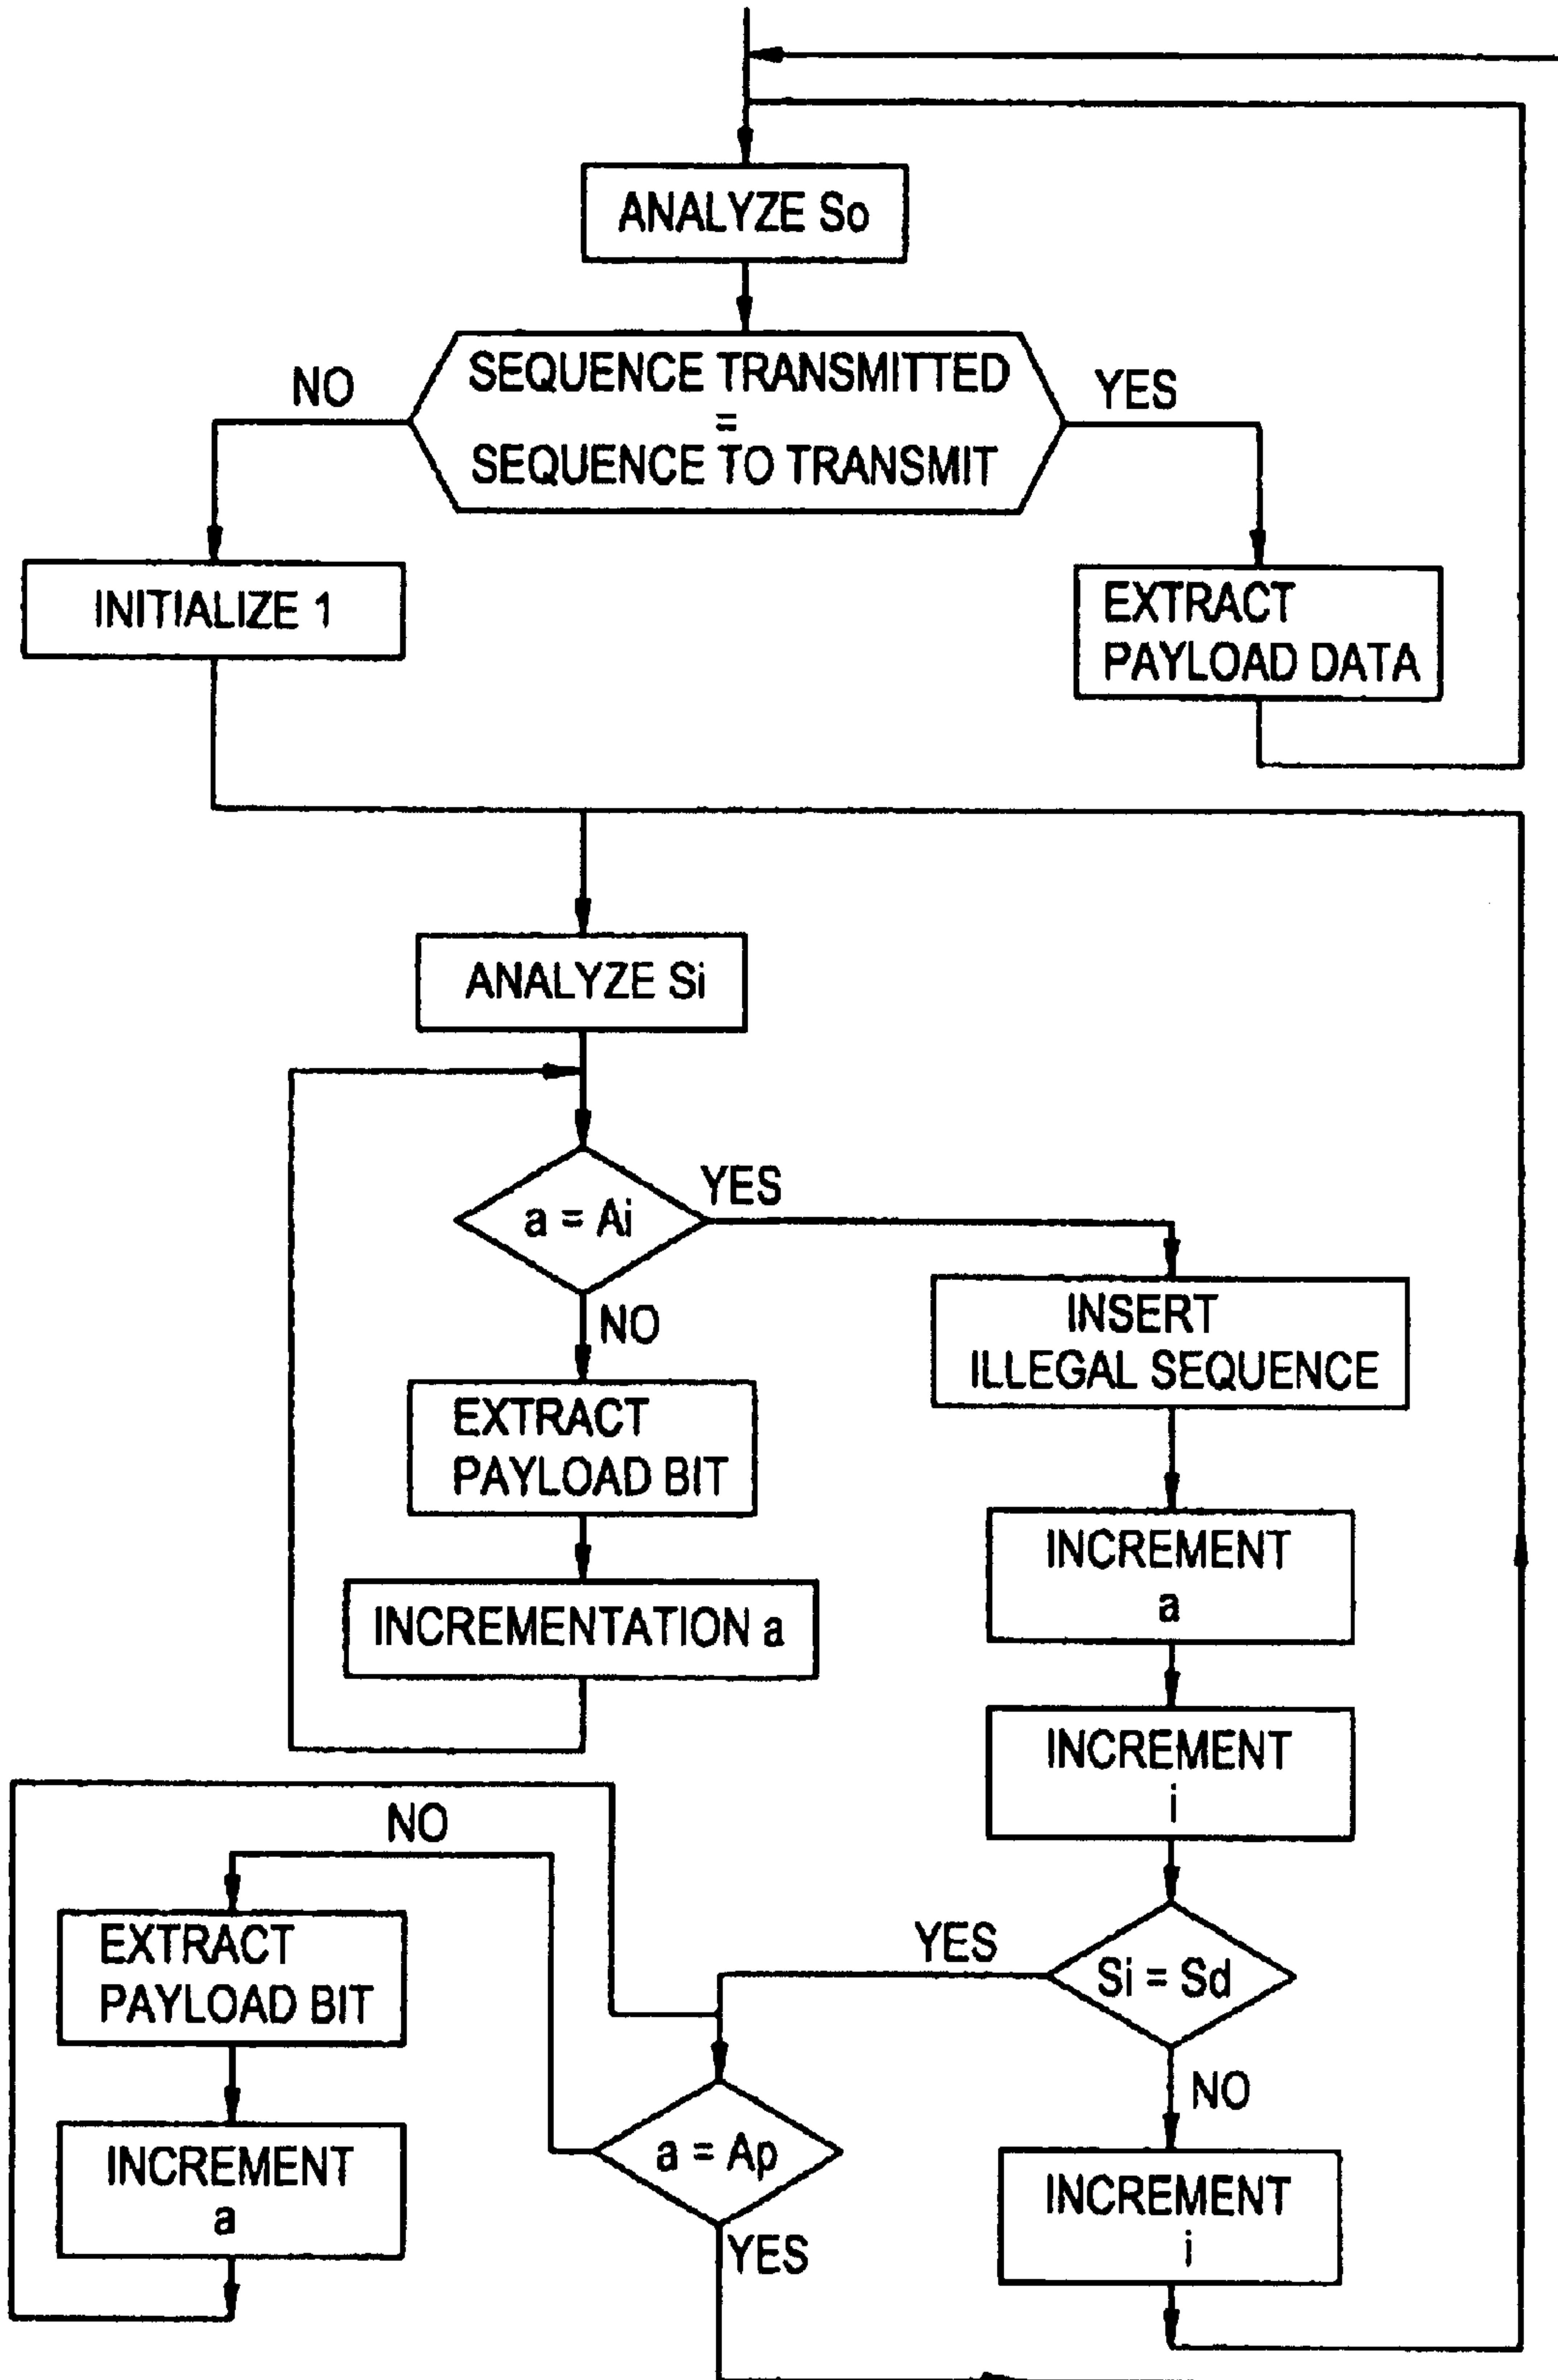 ANALYZE So
NO
SEQUENCE TRANSMITTED
=
SEQUENCE TO TRANSMIT
YES
INITIALIZE 1
EXTRACT
PAYLOAD DATA
ANALYZE Si
a = Ai
YES
NO
INSERT
ILLEGAL SEQUENCE
EXTRACT
PAYLOAD BIT
INCREMENT
a
INCREMENTATION a
INCREMENT
i
NO
EXTRACT
PAYLOAD BIT
YES
Si = Sd
NO
INCREMENT
a
a = Ap
YES
INCREMENT
i